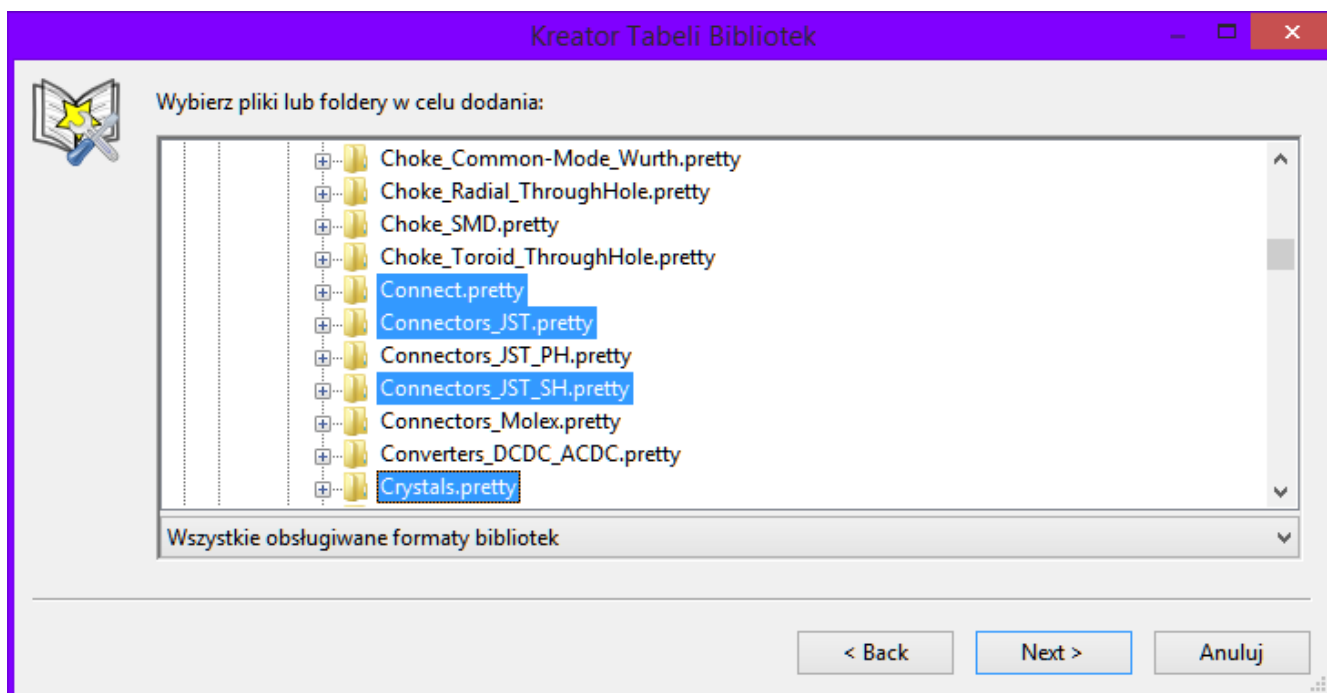 Kreator Tabeli Bibliotek
Wybierz pliki lub foldery w celu dodania:
Choke_Common-Mode_Wurth.pretty
Choke_Radial_ThroughHole.pretty
Choke_SMD.pretty
Choke_Toroid_ThroughHole.pretty
Connect.pretty
Connectors_JST.pretty
Connectors_JST_PH.pretty
Connectors_JST_SH.pretty
Connectors_Molex.pretty
Converters_DCDC_ACDC.pretty
Crystals.pretty
Wszystkie obsługiwane formaty bibliotek
< Back Next > Anuluj